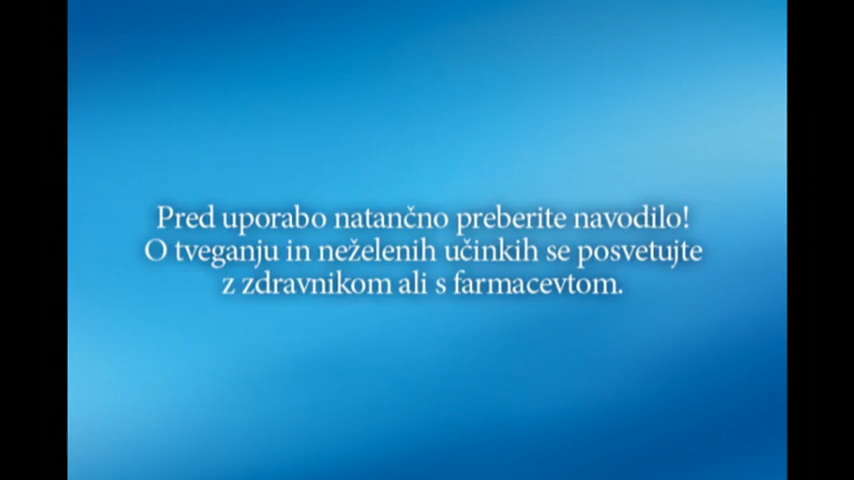 Pred uporabo natančno preberite navodilo!
O tveganju in neželenih učinkih se posvetujte
z zdravnikom ali s farmacevtom.